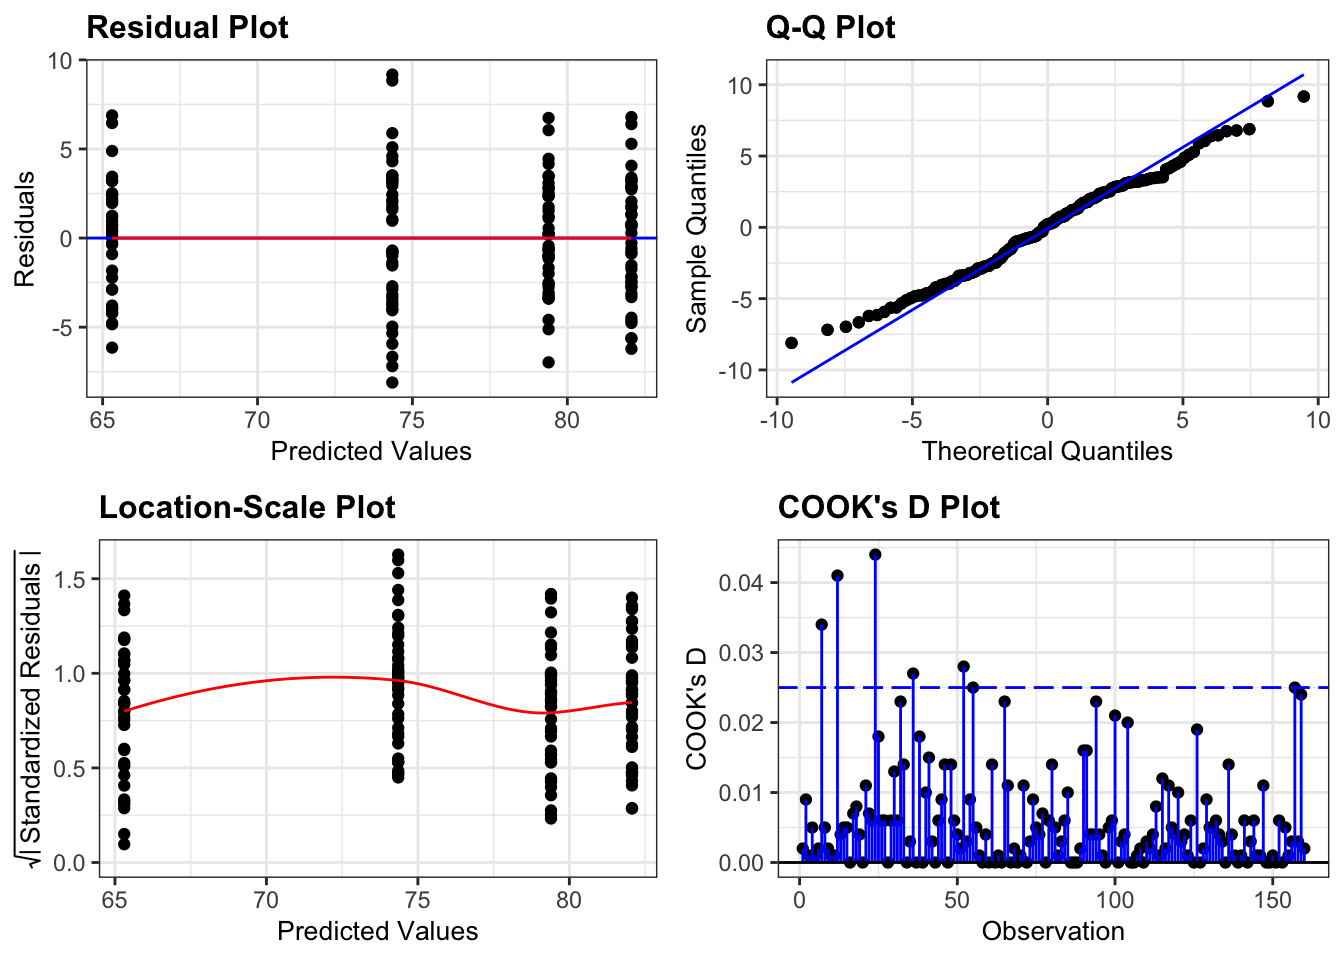 Residual Plot
10
5
0
-5
65
70
75
80
Residuals
Predicted Values
Q-Q Plot
10
5
0
-5
-10
-10
-5
0
5
10
Sample Quantiles
Theoretical Quantiles
Location-Scale Plot
1.5
1.0
0.5
0.0
65
70
75
80
√| Standardized Residuals |
Predicted Values
COOK's D Plot
0.04
0.03
0.02
0.01
0.00
0
50
100
150
COOK's D
Observation